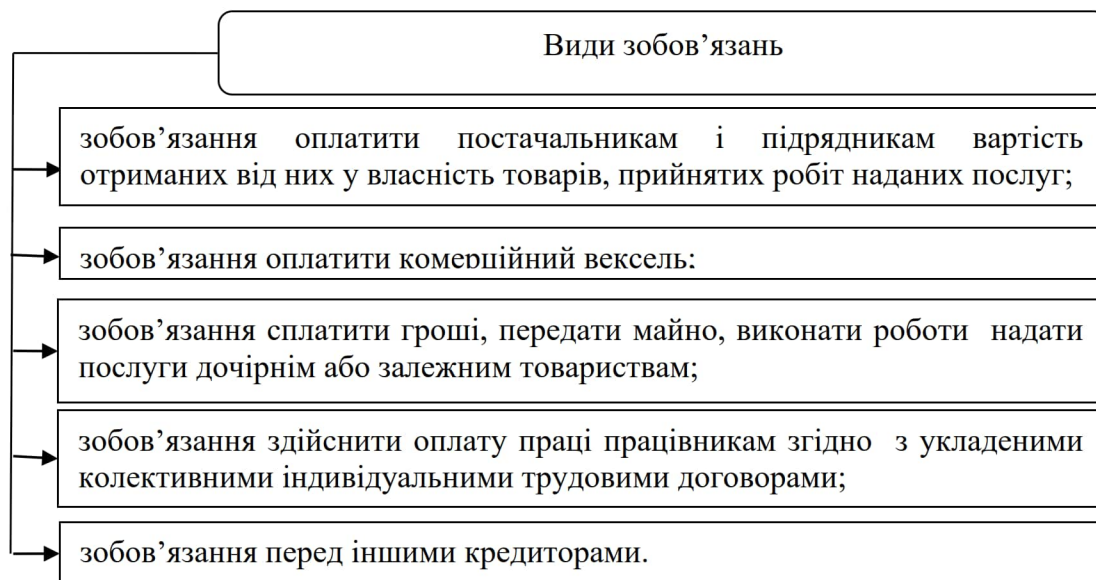 Види зобов’язань
зобов’язання оплатити постачальникам і підрядникам вартість
отриманих від них у власність товарів, прийнятих робіт наданих послуг;
зобов’язання оплатити комерційний вексель;
зобов’язання сплатити гроші, передати майно, виконати роботи надати
послуги дочірнім або залежним товариствам;
зобов’язання здійснити оплату праці працівникам згідно з укладеними
колективними індивідуальними трудовими договорами;
зобов’язання перед іншими кредиторами.